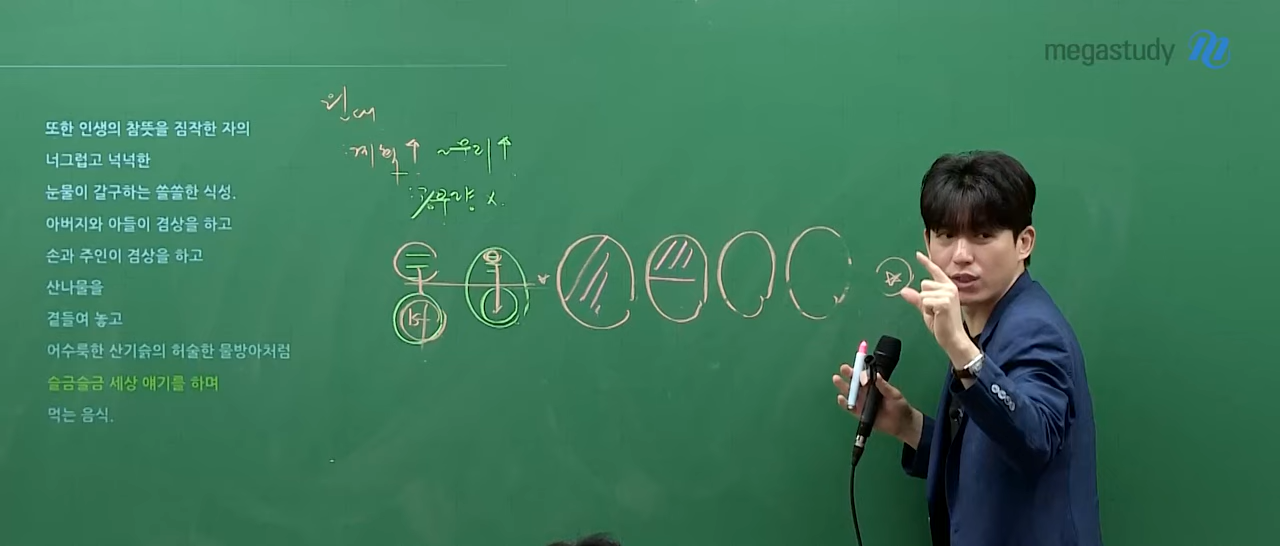 megastudy
또한 인생의 참뜻을 짐작한 자의
너그럽고 넉넉한
눈물이 갈구하는 쓸쓸한 식성.
아버지와 아들이 겸상을 하고
손과 주인이 겸상을 하고
산나물을
곁들여 놓고
어수룩한 산기슭의 허술한 물방아처럼
슬금슬금 세상 얘기를 하며
먹는 음식.